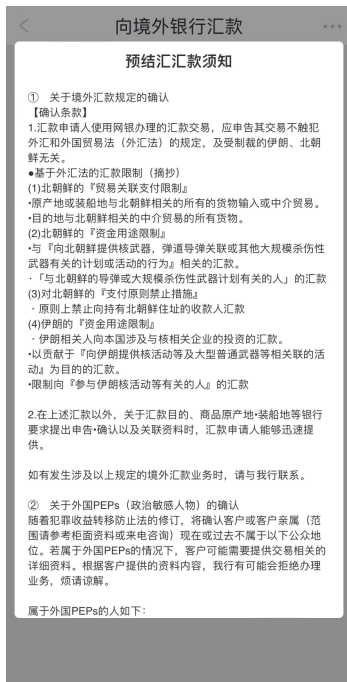 向境外银行汇款
预结汇汇款须知
① 关于境外汇款规定的确认
【确认条款】
1.汇款申请人使用网银办理的汇款交易，应申告其交易不触犯
外汇和外国贸易法（外汇法）的规定，及受制裁的伊朗、北朝
鲜无关。
●基于外汇法的汇款限制（摘抄）
(1)北朝鲜的『贸易关联支付限制』
•原产地或装船地与北朝鲜相关的所有的货物输入或中介贸易。
•目的地与北朝鲜相关的中介贸易的所有货物。
(2)北朝鲜的『资金用途限制』
•与『向北朝鲜提供核武器，弹道导弹关联或其他大规模杀伤性
武器有关的计划或活动的行为』相关的汇款。
·「与北朝鲜的导弹或大规模杀伤性武器计划有关的人」的汇款
(3)对北朝鲜的『支付原则禁止措施』
·原则上禁止向持有北朝鲜住址的收款人汇款
(4)伊朗的『资金用途限制』
·伊朗相关人向本国涉及与核相关企业的投资的汇款。
•以贡献于『向伊朗提供核活动等及大型普通武器等相关联的活
动』为目的的汇款。
•限制向『参与伊朗核活动等有关的人』的汇款
2.在上述汇款以外，关于汇款目的、商品原产地•装船地等银行
要求提出申告•确认以及关联资料时，汇款申请人能够迅速提
供。
如有发生涉及以上规定的境外汇款业务时，请与我行联系。
② 关于外国PEPs（政治敏感人物）的确认
随着犯罪收益转移防止法的修订，将确认客户或客户亲属（范
围请参考柜面资料或来电咨询）现在或过去不属于以下公众地
位。若属于外国PEPs的情况下，客户可能需要提供交易相关的
详细资料。根据客户提供的资料内容，我行有可能会拒绝办理
业务，烦请谅解。
属于外国PEPs的人如下：